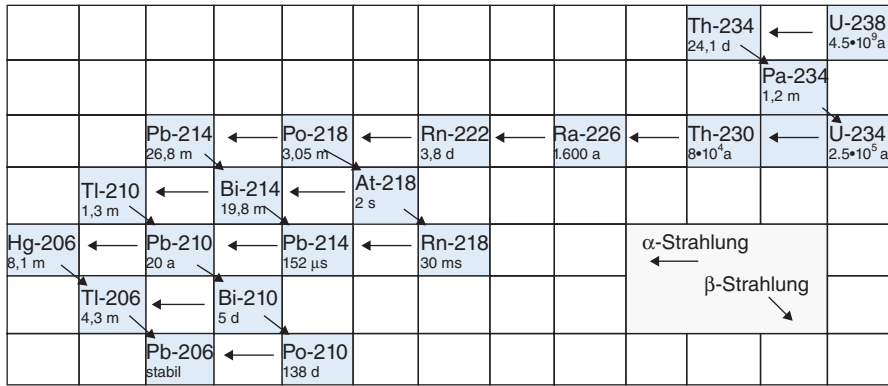 Th-234
24,1 d
U-238
4.5•10⁹a
Pa-234
1,2 m
Pb-214
26,8 m
Po-218
3,05 m
Rn-222
3,8 d
Ra-226
1.600 a
Th-230
8•10⁴a
U-234
2.5•10⁵a
Tl-210
1,3 m
Bi-214
19,8 m
At-218
2 s
Hg-206
8,1 m
Pb-210
20 a
Pb-214
152 µs
Rn-218
30 ms
α-Strahlung
β-Strahlung
Tl-206
4,3 m
Bi-210
5 d
Pb-206
stabil
Po-210
138 d